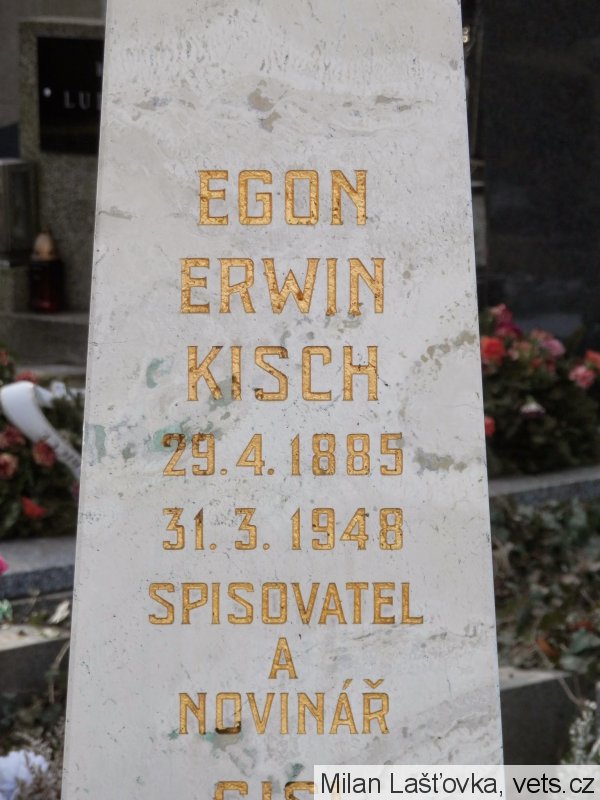 EGON
ERWIN
KISCH
29. 4. 1885
31. 3. 1948
SPISOVATEL
A
NOVINÁŘ
Milan Lašťovka, vets.cz